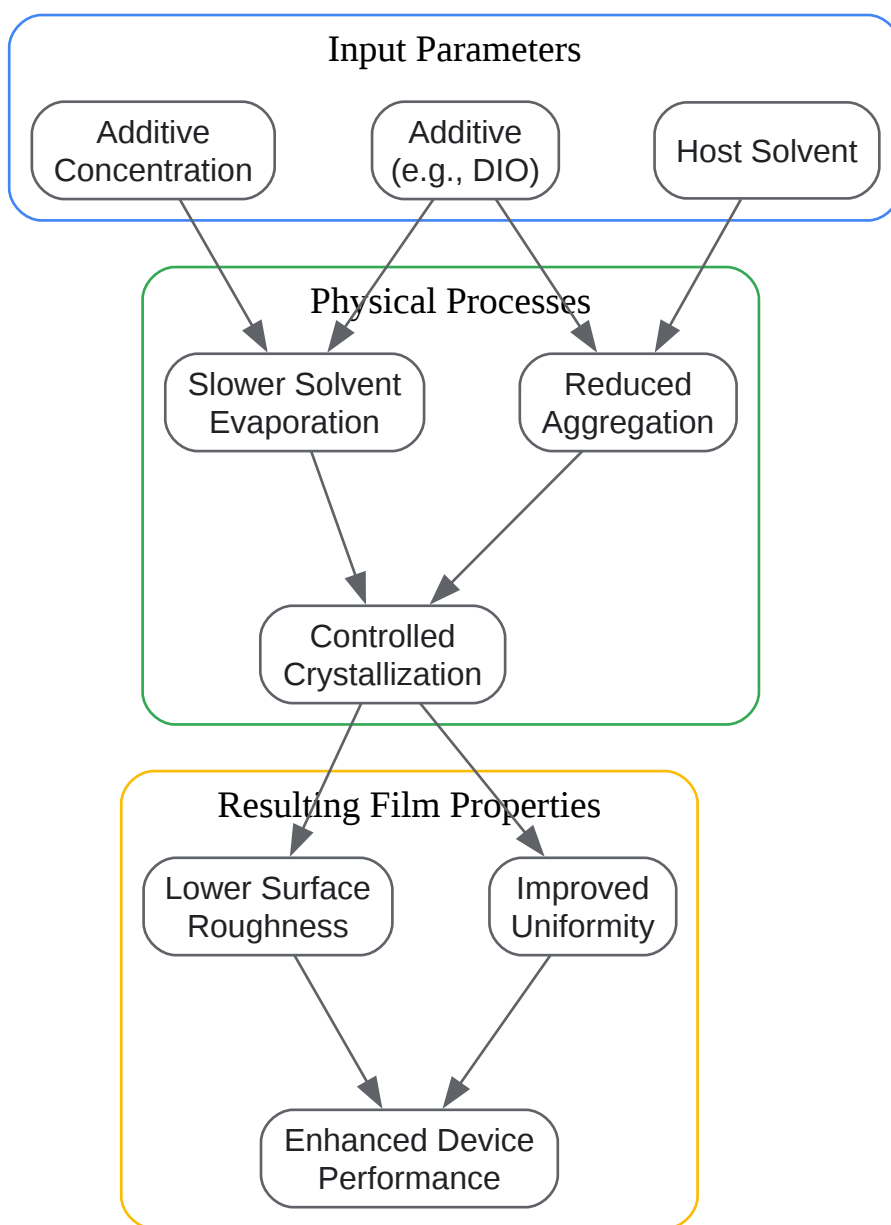 Input Parameters
Additive
Concentration
Additive
(e.g., DIO)
Host Solvent
Physical Processes
Slower Solvent
Evaporation
Reduced
Aggregation
Controlled
Crystallization
Resulting Film Properties
Lower Surface
Roughness
Improved
Uniformity
Enhanced Device
Performance